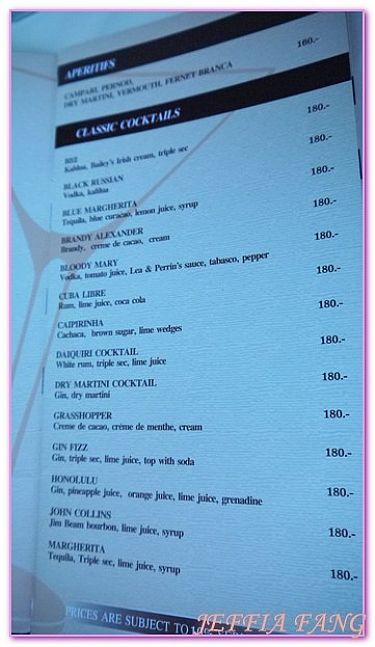 APERITIFS
CAMPARI, PERNOD, 160.-
DRY MARTINI, VERMOUTH, FERNET BRANCA
CLASSIC COCKTAILS
B52 180.-
Kahlua, Bailey's Irish cream, triple sec
BLACK RUSSIAN 180.-
Vodka, kahlua
BLUE MARGHERITA 180.-
Tequila, blue curacao, lemon juice, syrup
BRANDY ALEXANDER 180.-
Brandy, creme de cacao, cream
BLOODY MARY 180.-
Vodka, tomato juice, Lea & Perrin's sauce, tabasco, pepper
CUBA LIBRE 180.-
Rum, lime juice, coca cola
CAIPIRINHA 180.-
Cachaca, brown sugar, lime wedges
DAIQUIRI COCKTAIL 180.-
White rum, triple sec, lime juice
DRY MARTINI COCKTAIL 180.-
Gin, dry martini
GRASSHOPPER 180.-
Creme de cacao, créme de menthe, cream
GIN FIZZ 180.-
Gin, triple sec, lime juice, top with soda
HONOLULU 180.-
Gin, pineapple juice, orange juice, lime juice, grenadine
JOHN COLLINS 180.-
Jim Beam bourbon, lime juice, syrup
MARGHERITA 180.-
Tequila, Triple sec, lime juice, syrup
PRICES ARE SUBJECT TO
JEFFIA FANG